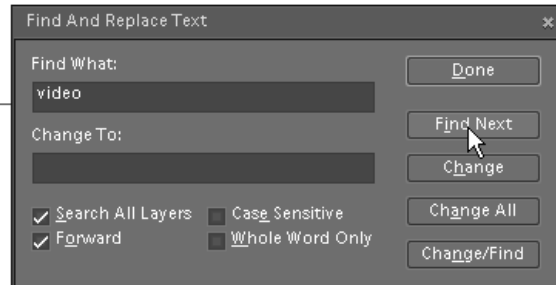 Find And Replace Text
Find What:
video
Change To:
Search All Layers
Case Sensitive
Forward
Whole Word Only
Done
Find Next
Change
Change All
Change/Find